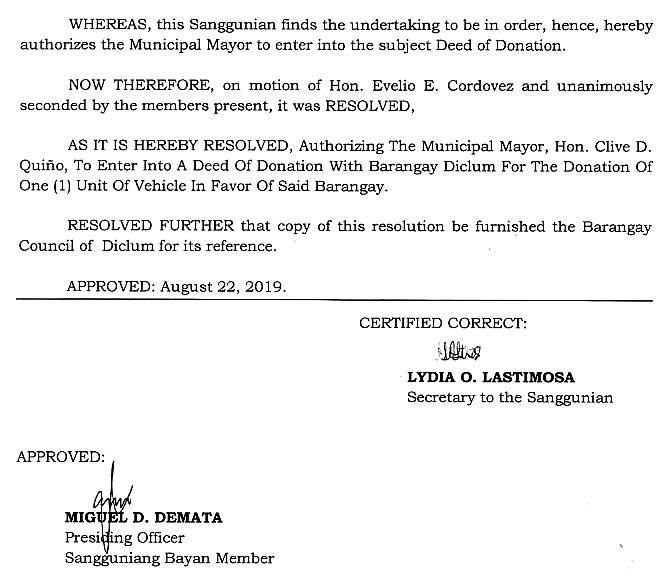 WHEREAS, this Sanggunian finds the undertaking to be in order, hence, hereby
authorizes the Municipal Mayor to enter into the subject Deed of Donation.
NOW THEREFORE, on motion of Hon. Evelio E. Cordovez and unanimously
seconded by the members present, it was RESOLVED,
AS IT IS HEREBY RESOLVED, Authorizing The Municipal Mayor, Hon. Clive D.
Quiño, To Enter Into A Deed Of Donation With Barangay Diclum For The Donation Of
One (1) Unit Of Vehicle In Favor Of Said Barangay.
RESOLVED FURTHER that copy of this resolution be furnished the Barangay
Council of Diclum for its reference.
APPROVED: August 22, 2019.
CERTIFIED CORRECT:
LYDIA O. LASTIMOSA
Secretary to the Sanggunian
APPROVED:
MIGUEL D. DEMATA
Presiding Officer
Sangguniang Bayan Member